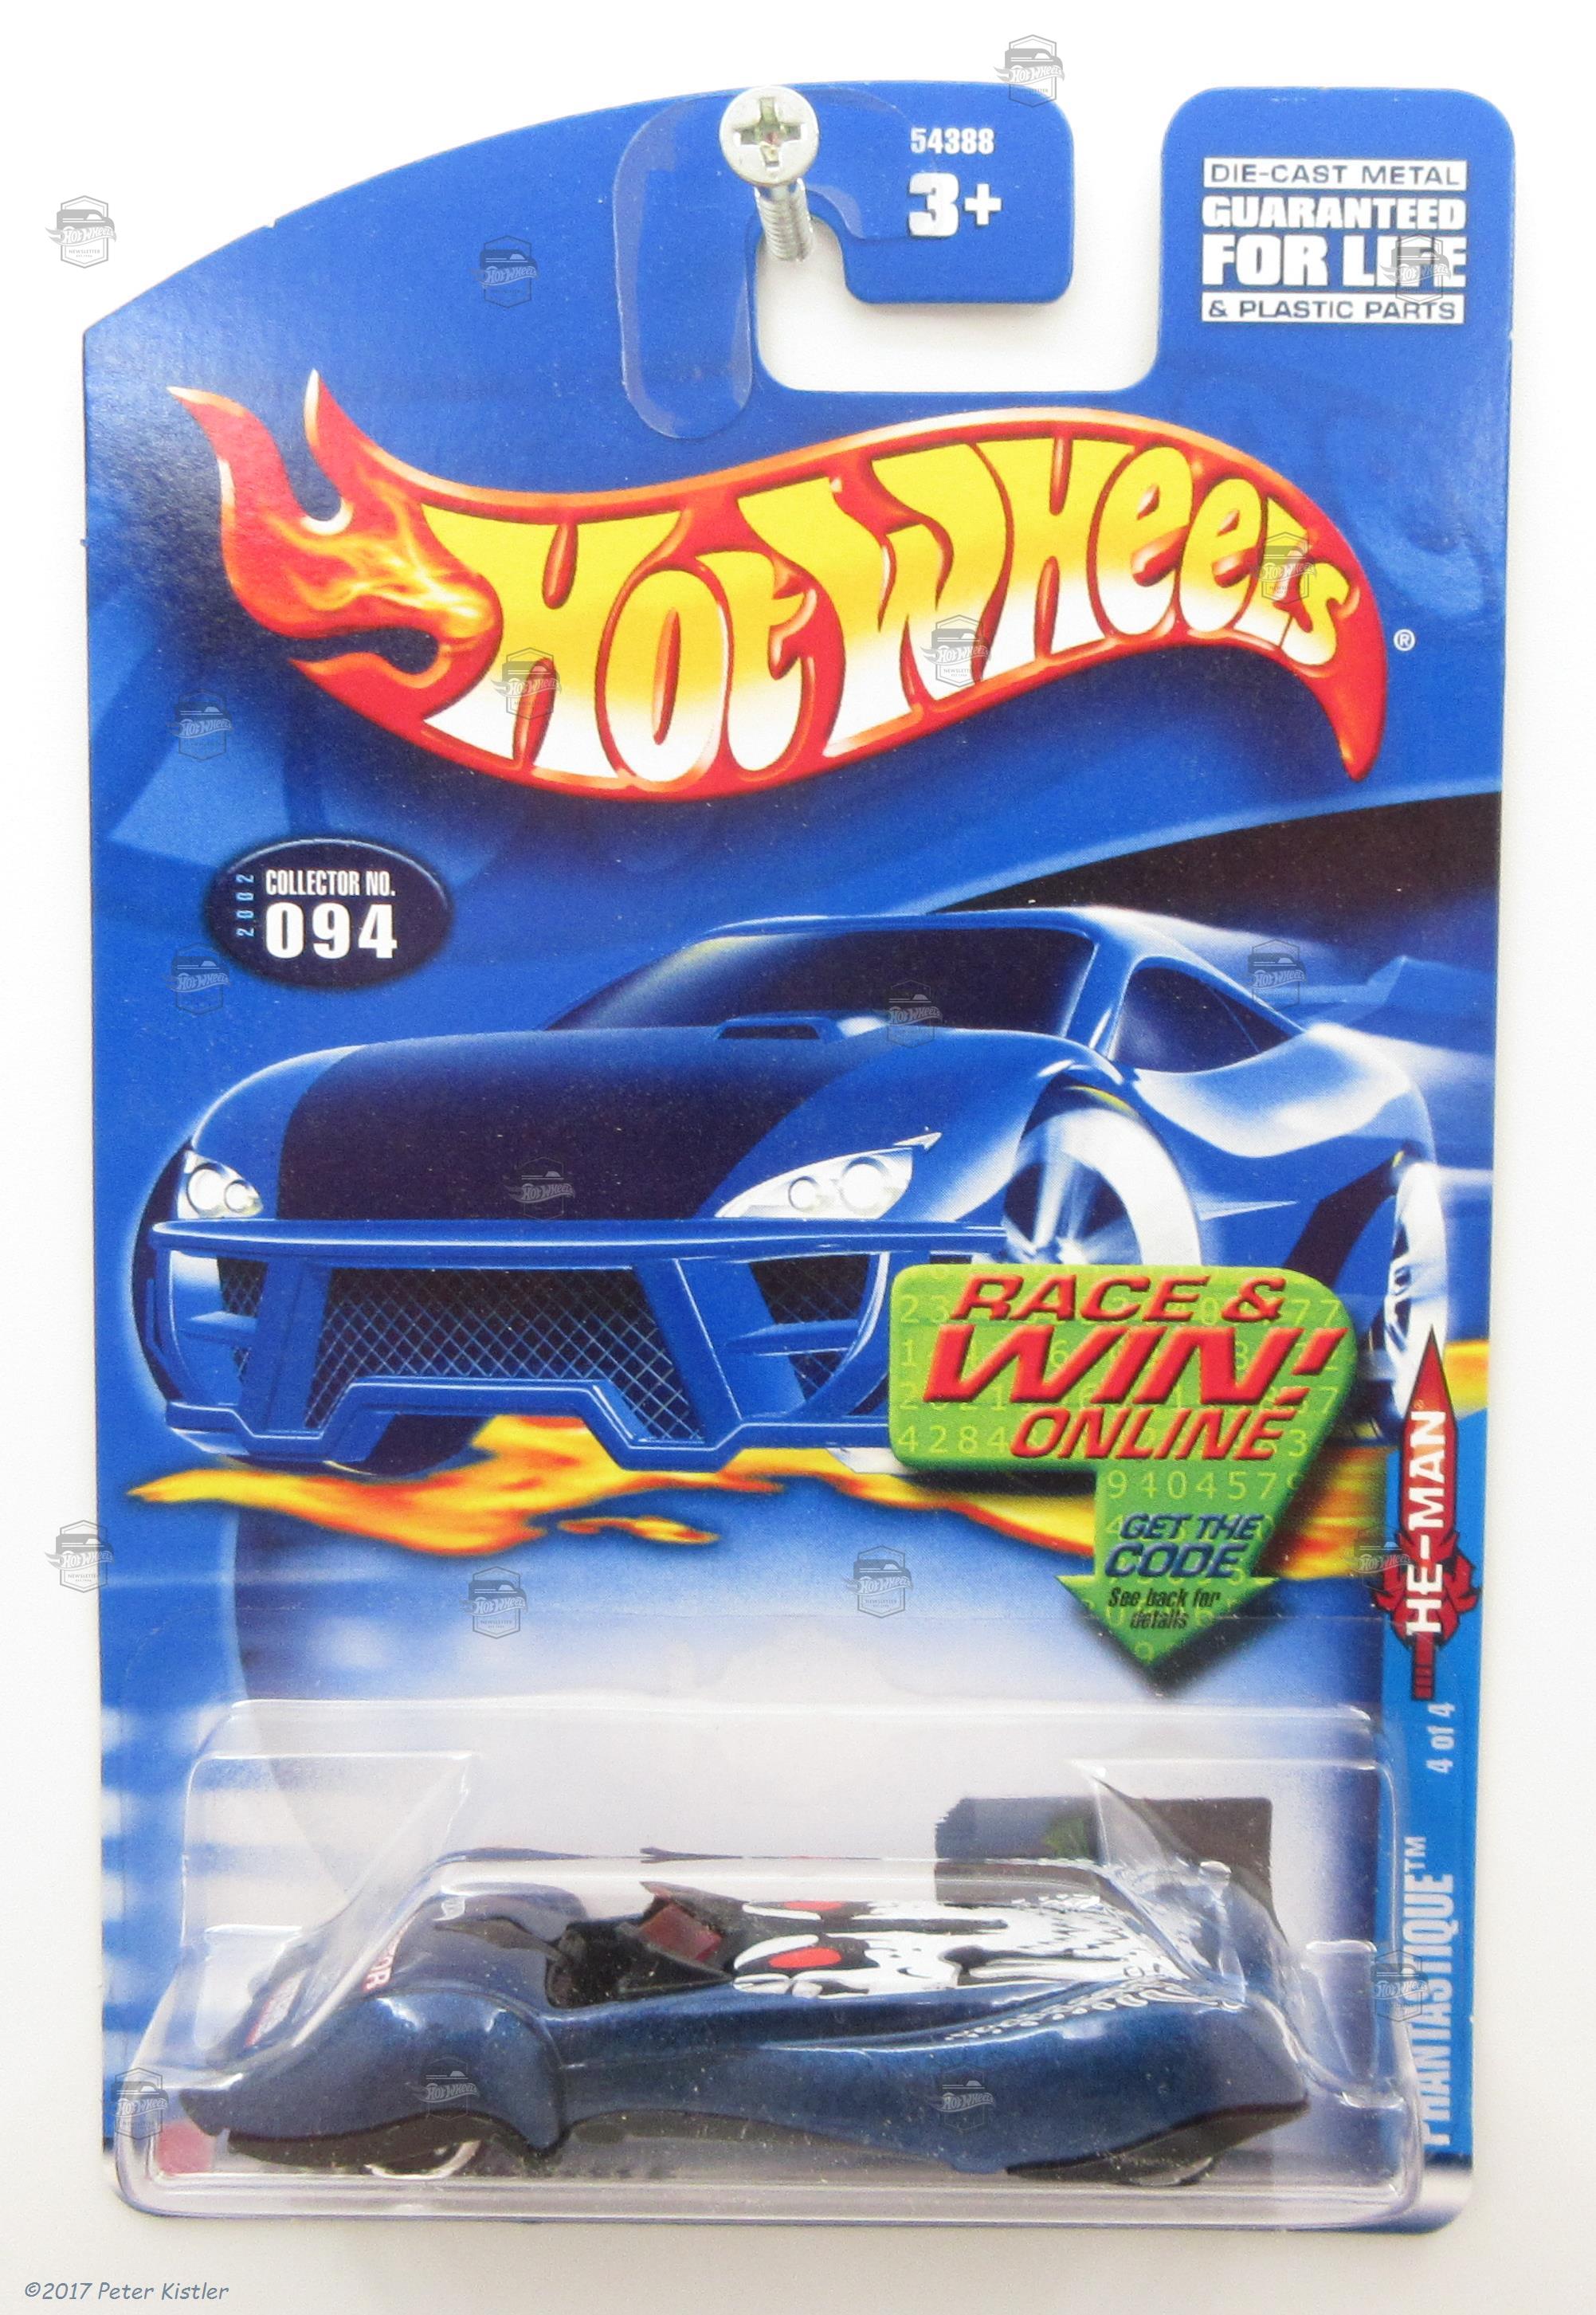 54388
3+
DIE-CAST METAL
GUARANTEED
FOR LIFE
& PLASTIC PARTS
Hot Wheels®
2002
COLLECTOR NO.
094
RACE &
WIN!
ONLINE
GET THE
CODE
See back for
details
HE-MAN
4 of 4
PHANTASTIQUE™
©2017 Peter Kistler